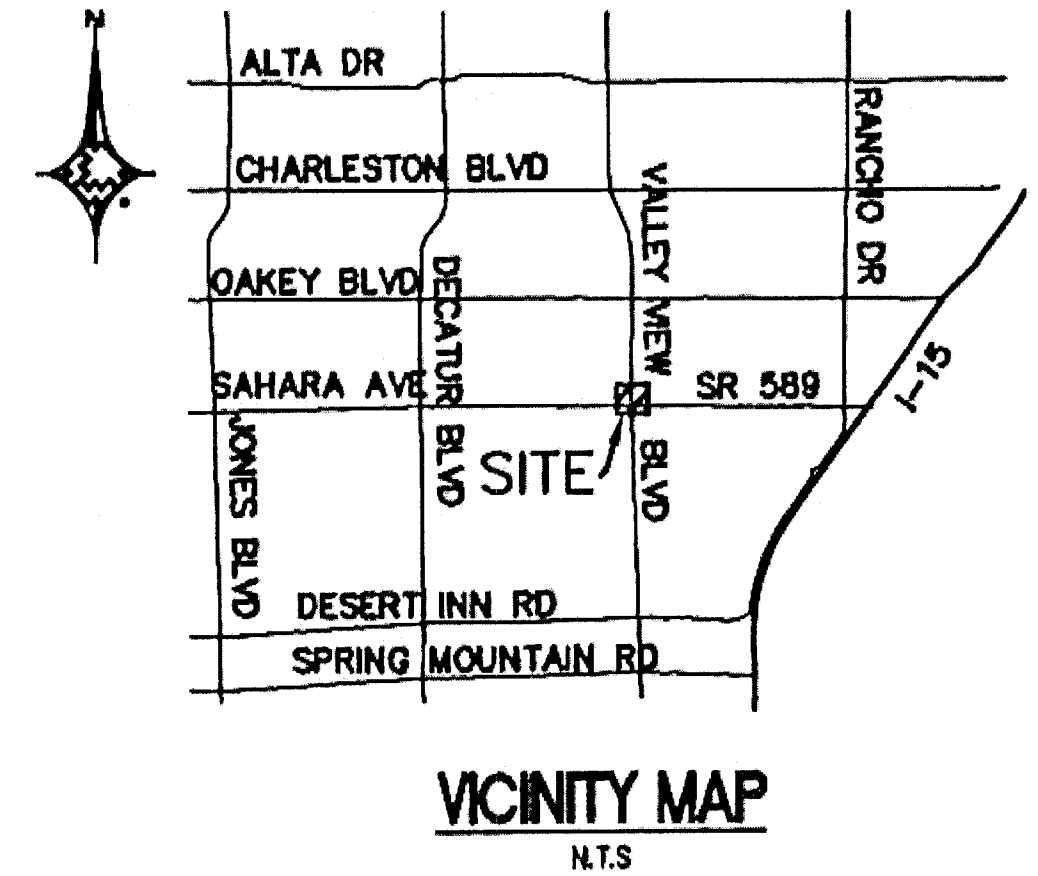 N
ALTA DR
CHARLESTON BLVD
RANCHO DR
VALLEY VIEW BLVD
OAKEY BLVD
DECATUR BLVD
SAHARA AVE
SR 589
I-15
JONES BLVD
SITE
DESERT INN RD
SPRING MOUNTAIN RD
VICINITY MAP
N.T.S